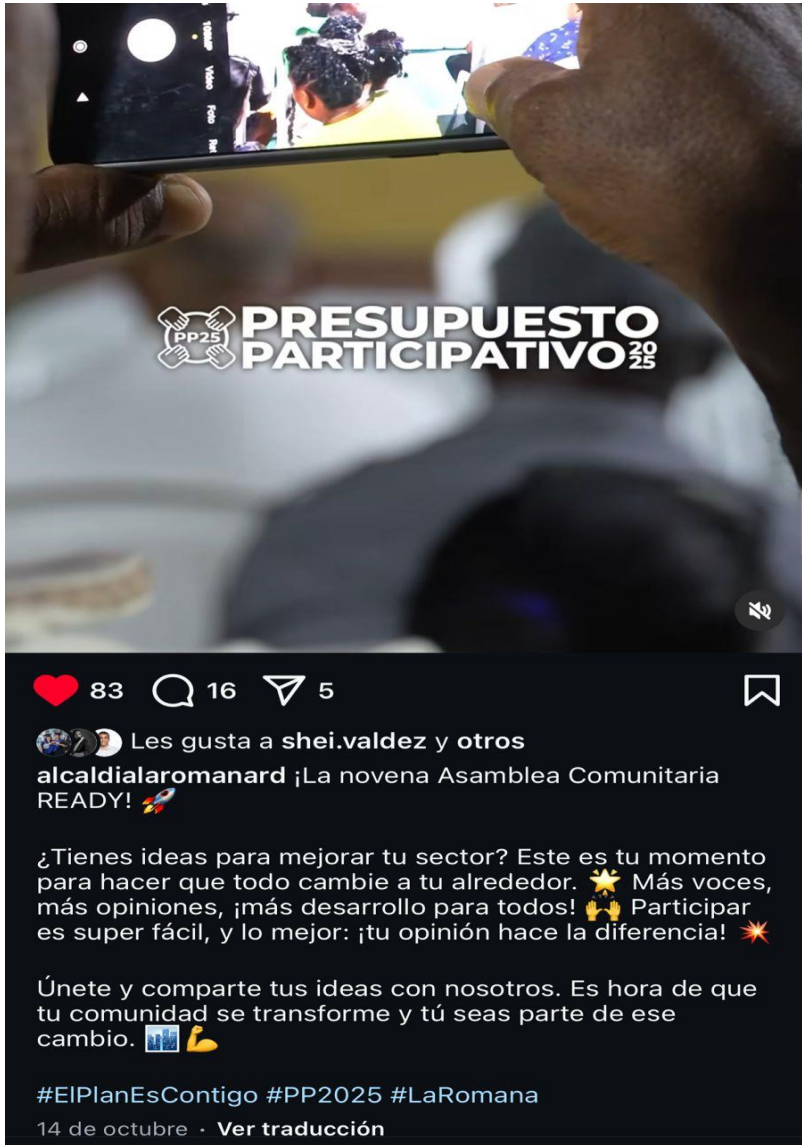 108MP
Video
Foto
PP25
PRESUPUESTO
PARTICIPATIVO 2025
83 16 5
Les gusta a shei.valdez y otros
alcaldialaromanard ¡La novena Asamblea Comunitaria
READY! 🚀
¿Tienes ideas para mejorar tu sector? Este es tu momento
para hacer que todo cambie a tu alrededor. 🌟 Más voces,
más opiniones, ¡más desarrollo para todos! 🙌 Participar
es super fácil, y lo mejor: ¡tu opinión hace la diferencia! 💥
Únete y comparte tus ideas con nosotros. Es hora de que
tu comunidad se transforme y tú seas parte de ese
cambio. 🏙️💪
#ElPlanEsContigo #PP2025 #LaRomana
14 de octubre · Ver traducción